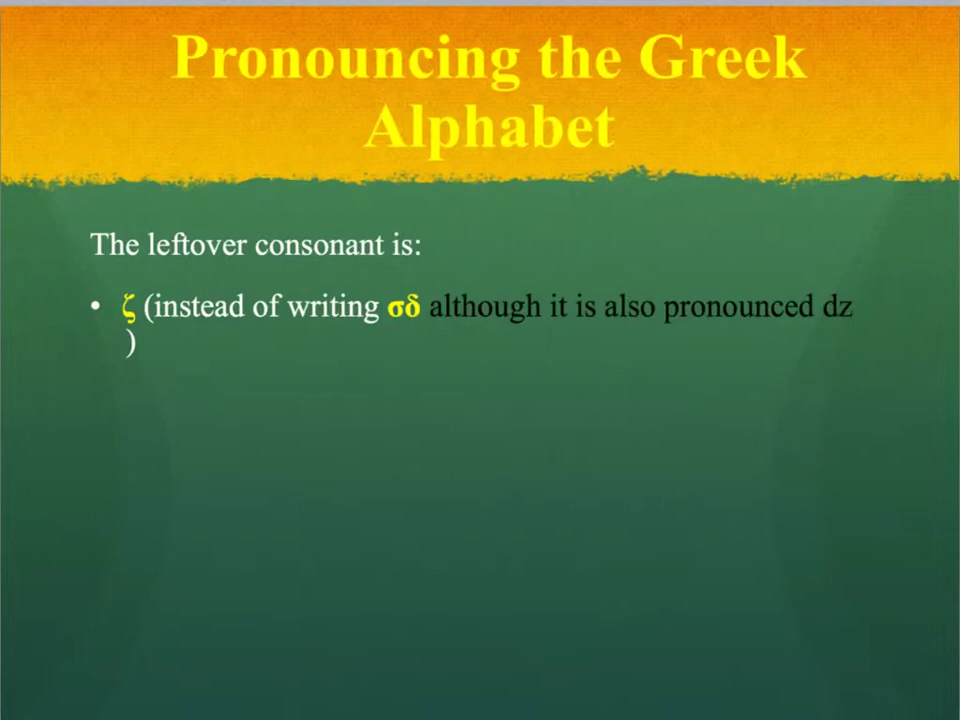 Pronouncing the Greek
Alphabet
The leftover consonant is:
• ζ (instead of writing σδ although it is also pronounced dz
)